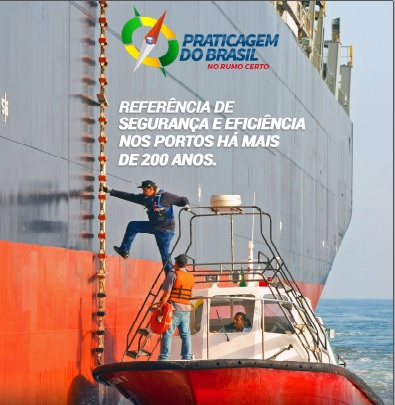 PRATICAGEM
DO BRASIL
NO RUMO CERTO
REFERÊNCIA DE
SEGURANÇA E EFICIÊNCIA
NOS PORTOS HÁ MAIS
DE 200 ANOS.